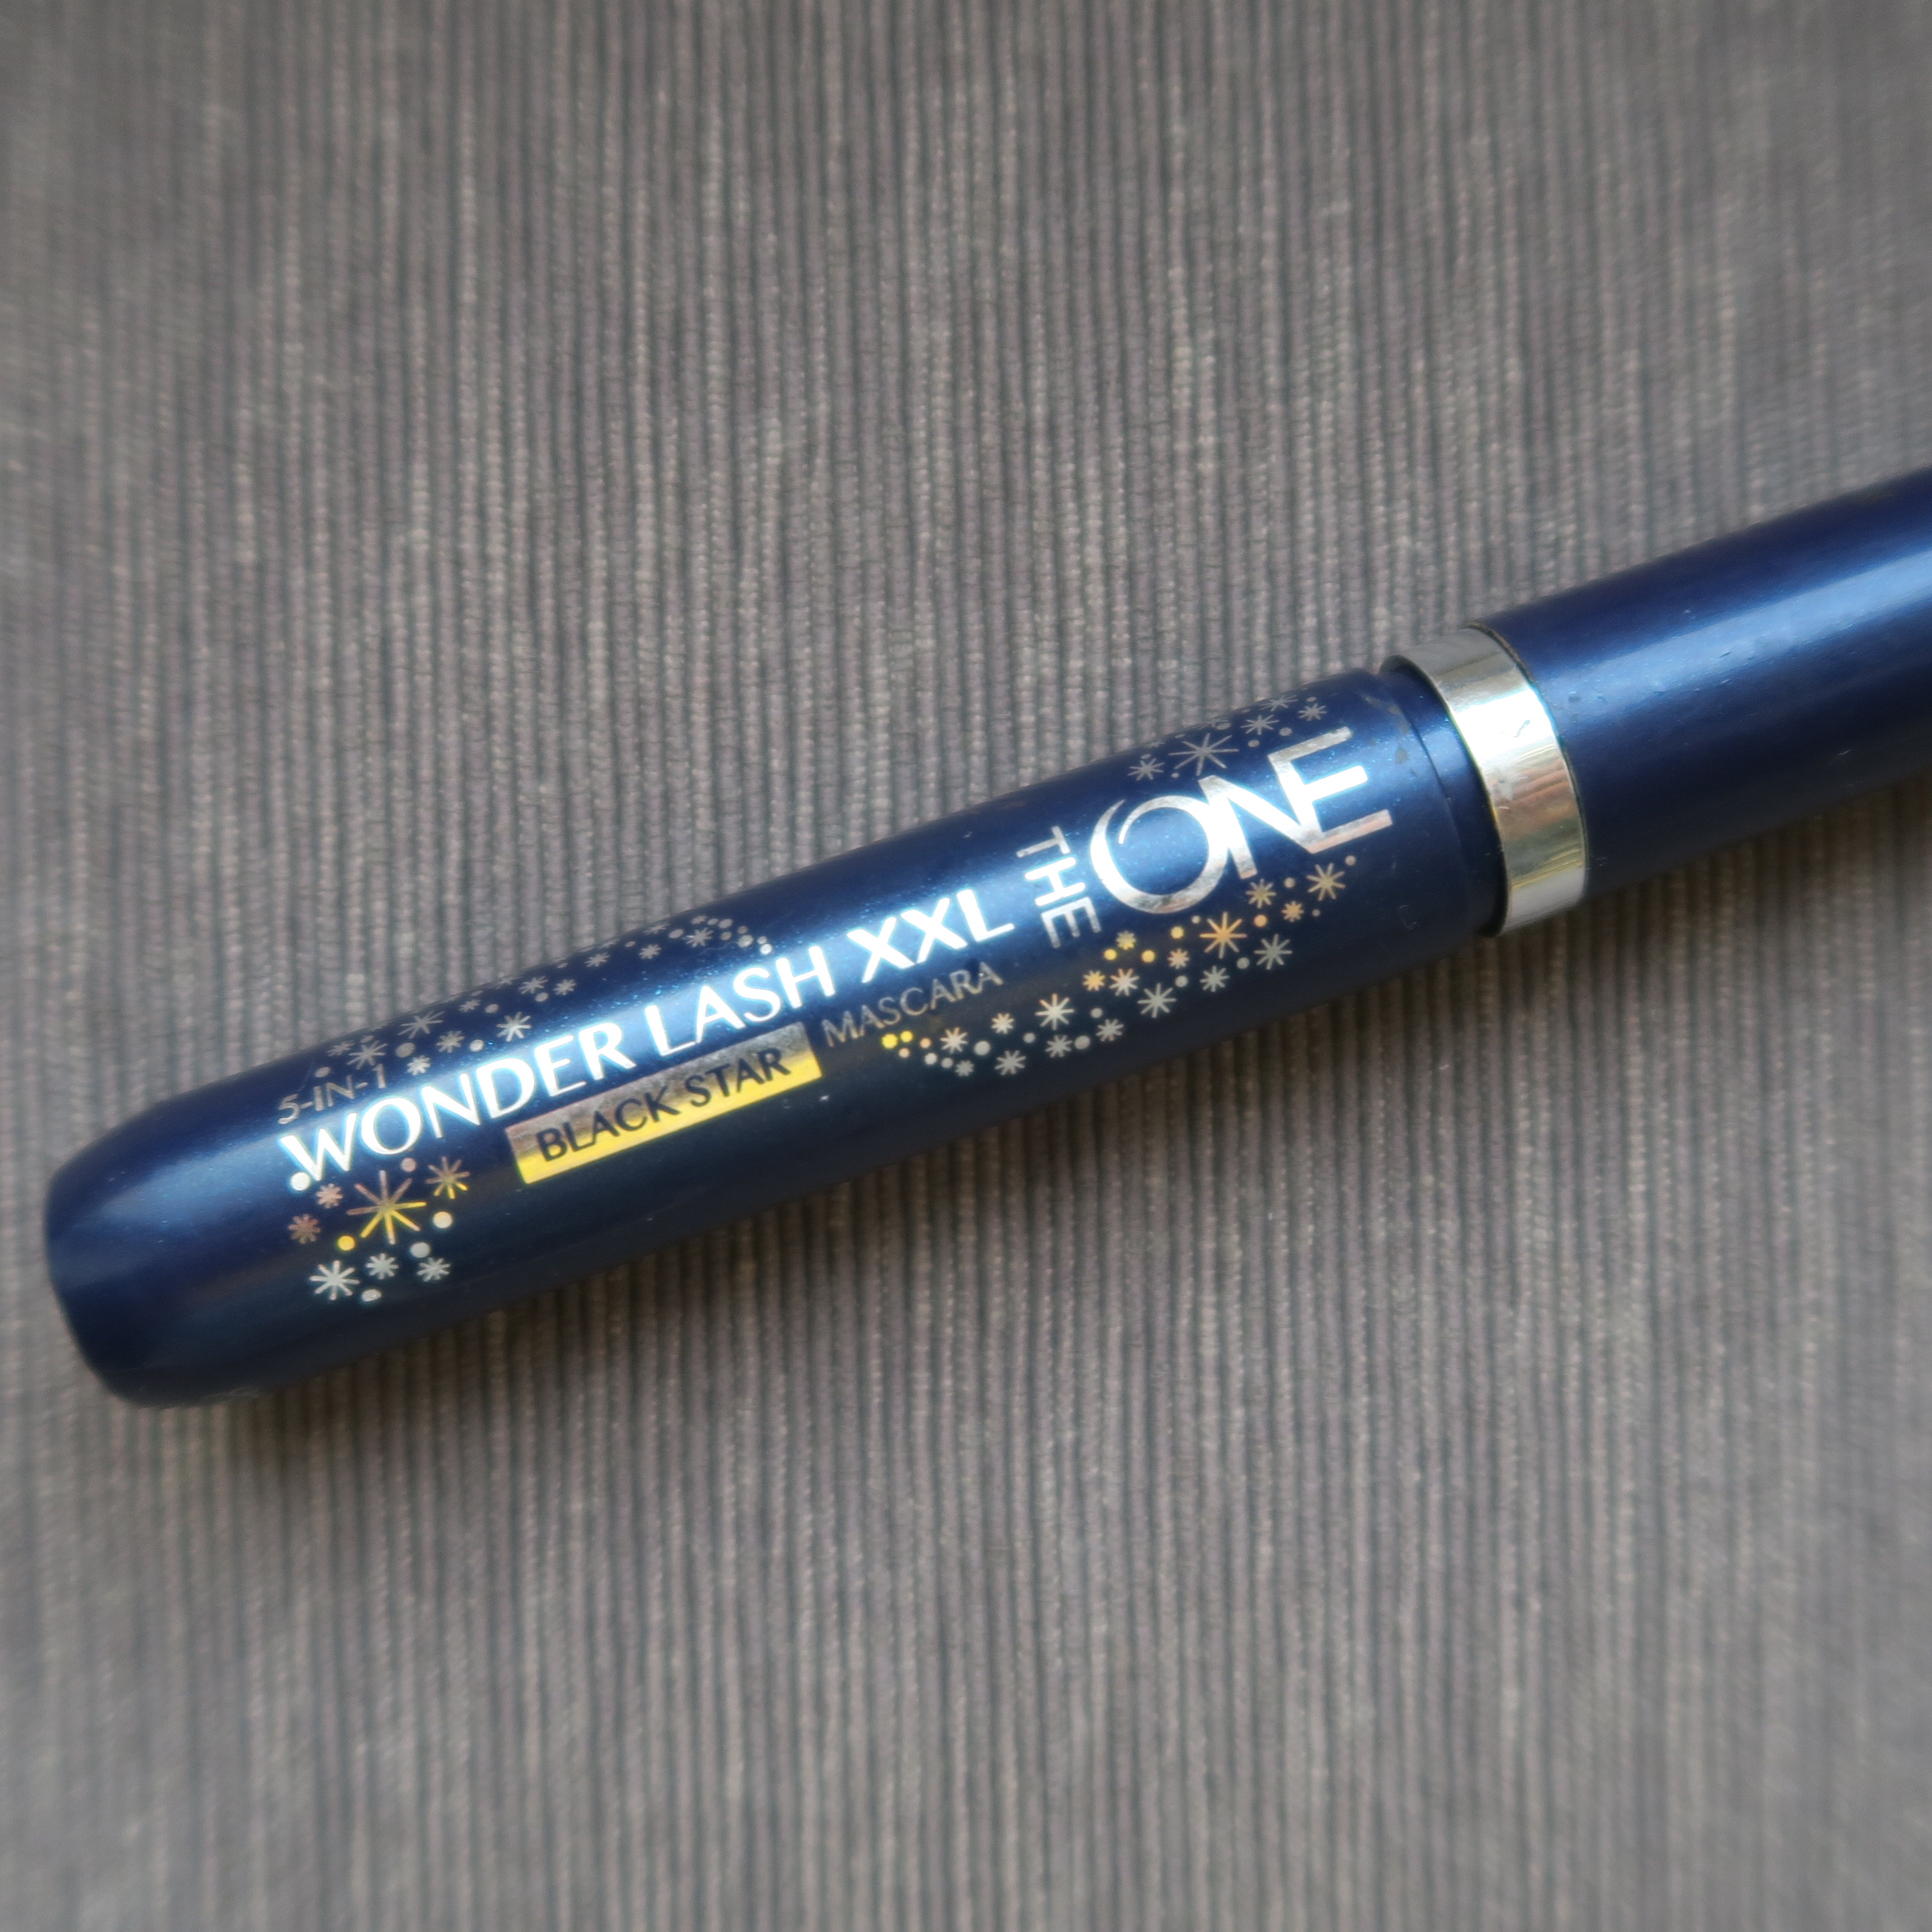 5-IN-1
WONDER LASH XXL
BLACK STAR MASCARA
THE ONE